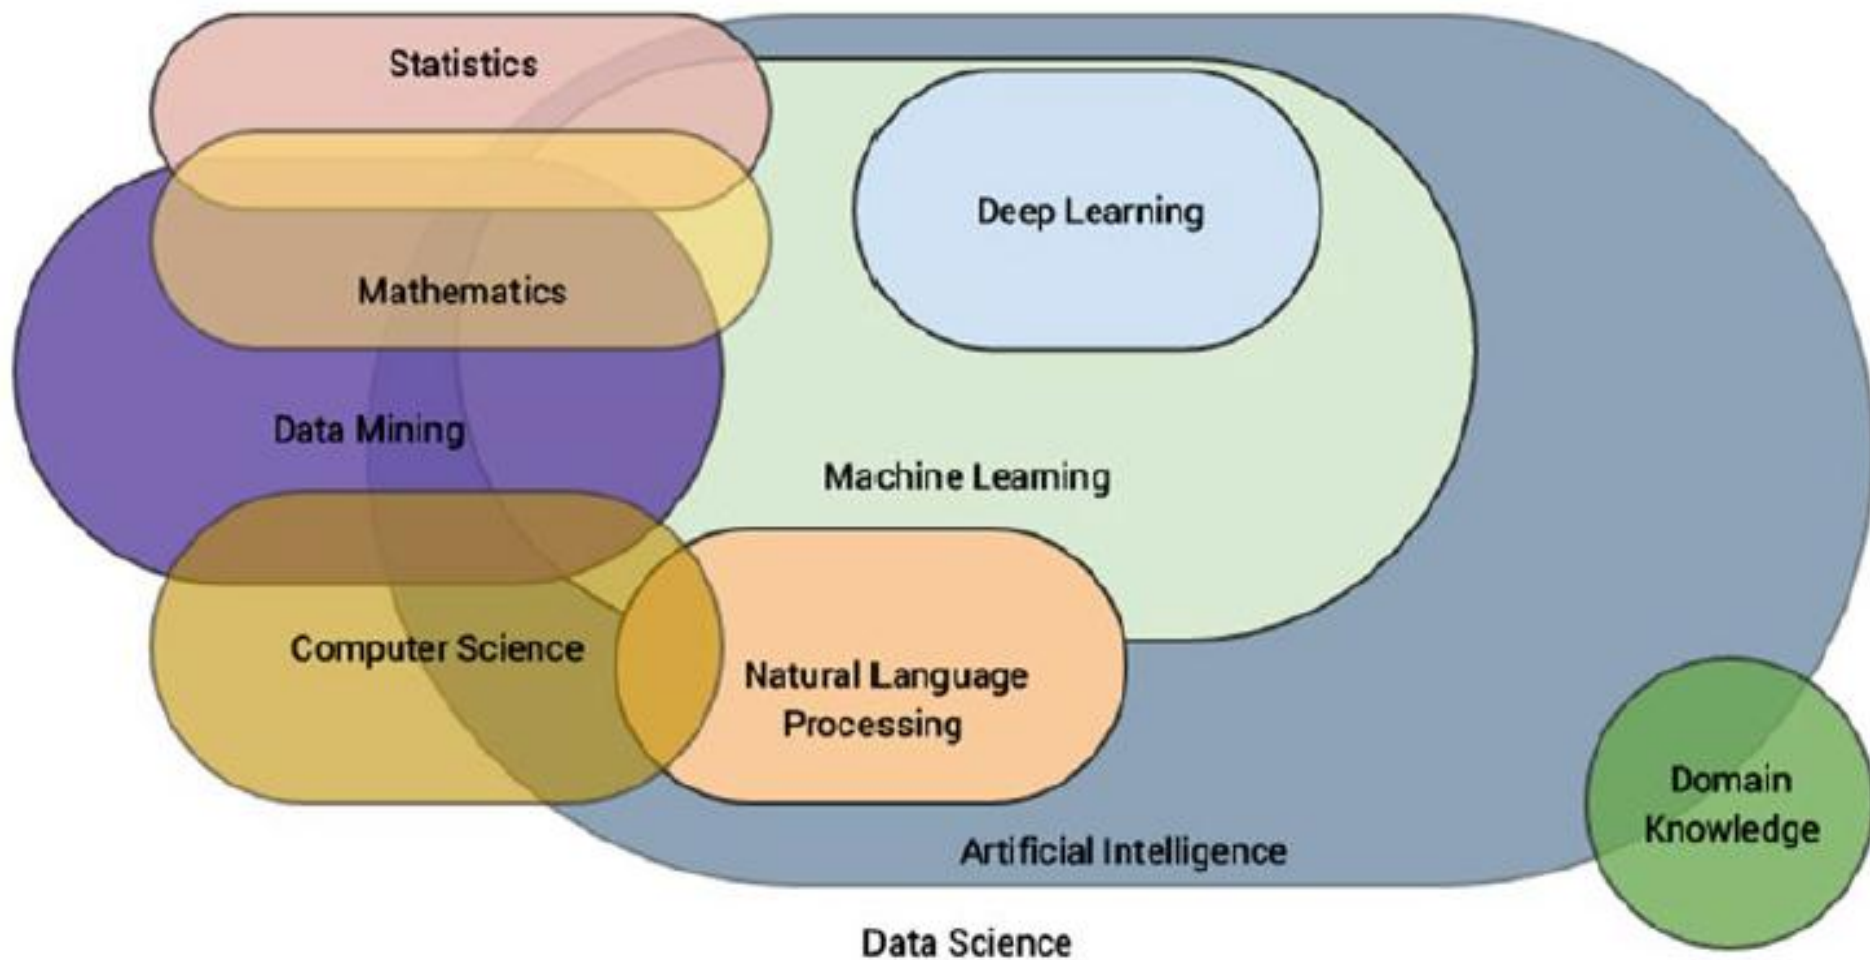 Statistics
Deep Learning
Mathematics
Data Mining
Machine Learning
Computer Science
Natural Language
Processing
Domain
Knowledge
Artificial Intelligence
Data Science